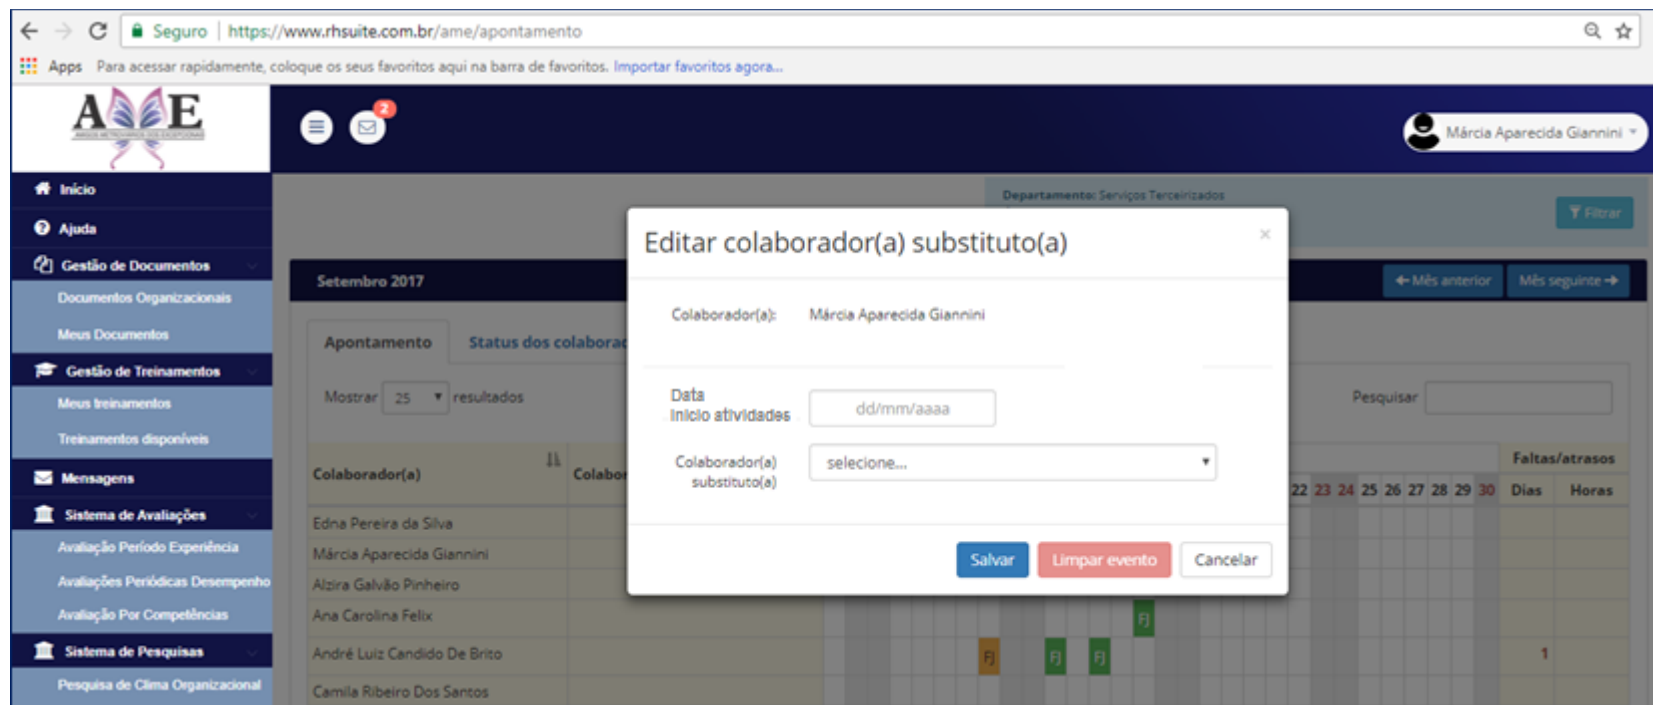 Seguro | https://www.rhsuite.com.br/ame/apontamento
Apps Para acessar rapidamente, coloque os seus favoritos aqui na barra de favoritos. Importar favoritos agora...
AME
2
Márcia Aparecida Giannini
Início
Ajuda
Gestão de Documentos
Documentos Organizacionais
Meus Documentos
Gestão de Treinamentos
Meus treinamentos
Treinamentos disponíveis
Mensagens
Sistema de Avaliações
Avaliação Período Experiência
Avaliações Periódicas Desempenho
Avaliação Por Competências
Sistema de Pesquisas
Pesquisa de Clima Organizacional
Departamento: Serviços Terceirizados
Filtrar
Setembro 2017
Mês anterior
Mês seguinte
Apontamento
Status dos colaborad
Mostrar 25 resultados
Pesquisar
Colaborador(a)
Colabor
22 23 24 25 26 27 28 29 30
Faltas/atrasos
Dias Horas
Edna Pereira da Silva
Márcia Aparecida Giannini
Alzira Galvão Pinheiro
Ana Carolina Felix
FJ
André Luiz Candido De Brito
FJ FJ FJ
1
Camila Ribeiro Dos Santos
Editar colaborador(a) substituto(a)
×
Colaborador(a): Márcia Aparecida Giannini
Data
Inicio atividades
dd/mm/aaaa
Colaborador(a)
substituto(a)
selecione...
Salvar
Limpar evento
Cancelar